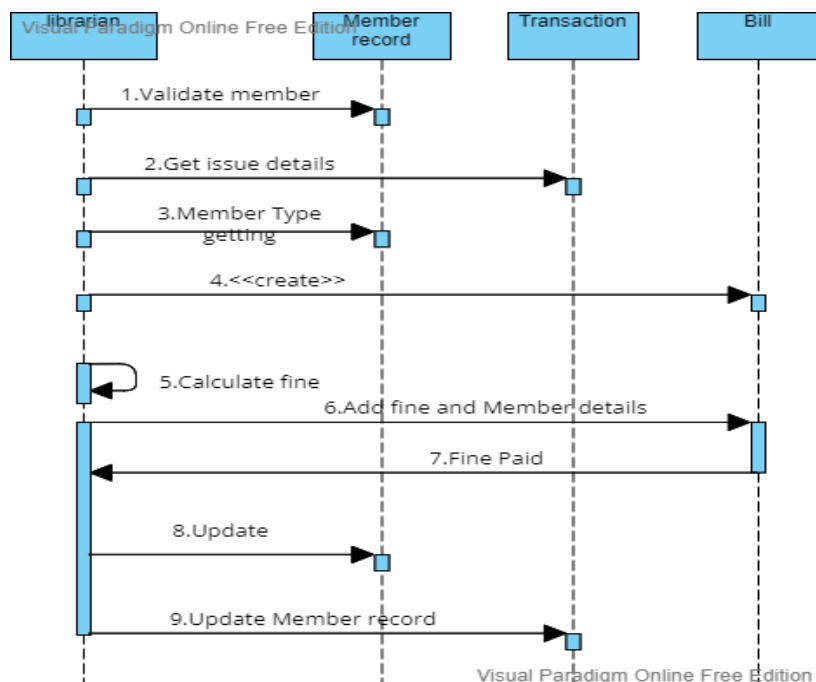 librarian
Visual Paradigm Online Free Edition
Member
record
Transaction
Bill
1.Validate member
2.Get issue details
3.Member Type
getting
4.<<create>>
5.Calculate fine
6.Add fine and Member details
7.Fine Paid
8.Update
9.Update Member record
Visual Paradigm Online Free Edition